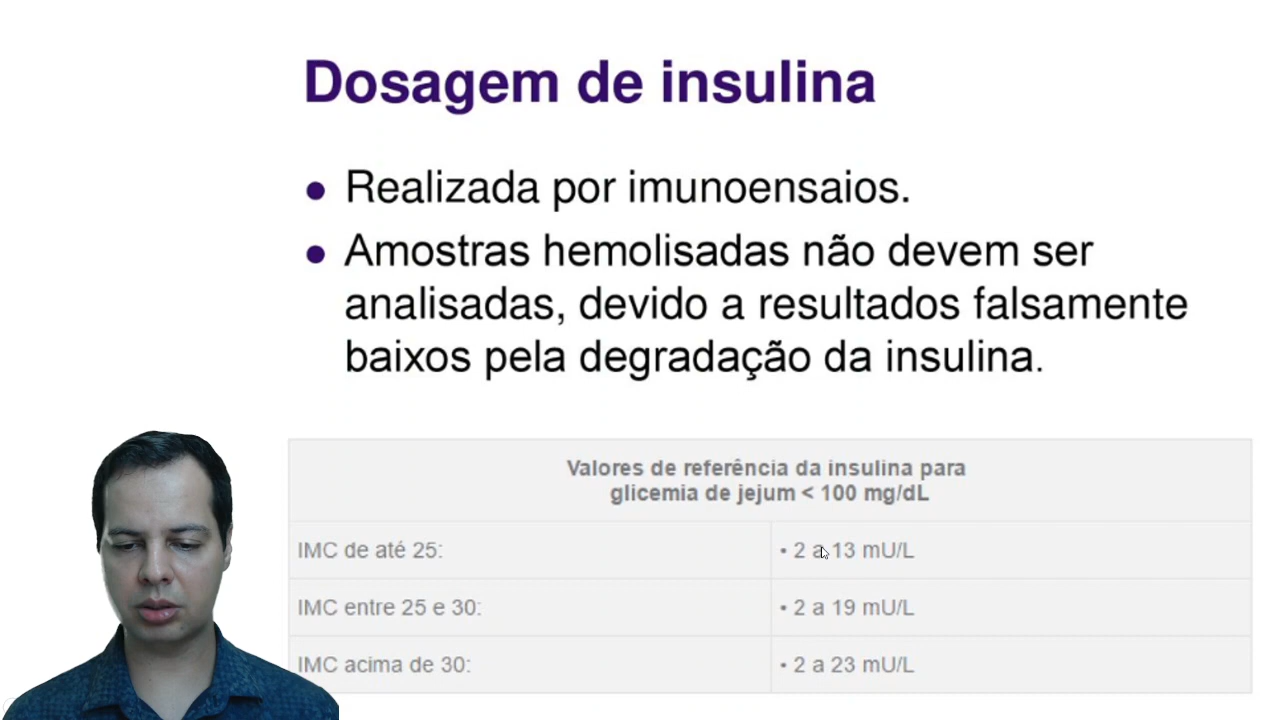 Dosagem de insulina
• Realizada por imunoensaios.
• Amostras hemolisadas não devem ser
analisadas, devido a resultados falsamente
baixos pela degradação da insulina.
Valores de referência da insulina para
glicemia de jejum < 100 mg/dL
IMC de até 25: • 2 a 13 mU/L
IMC entre 25 e 30: • 2 a 19 mU/L
IMC acima de 30: • 2 a 23 mU/L